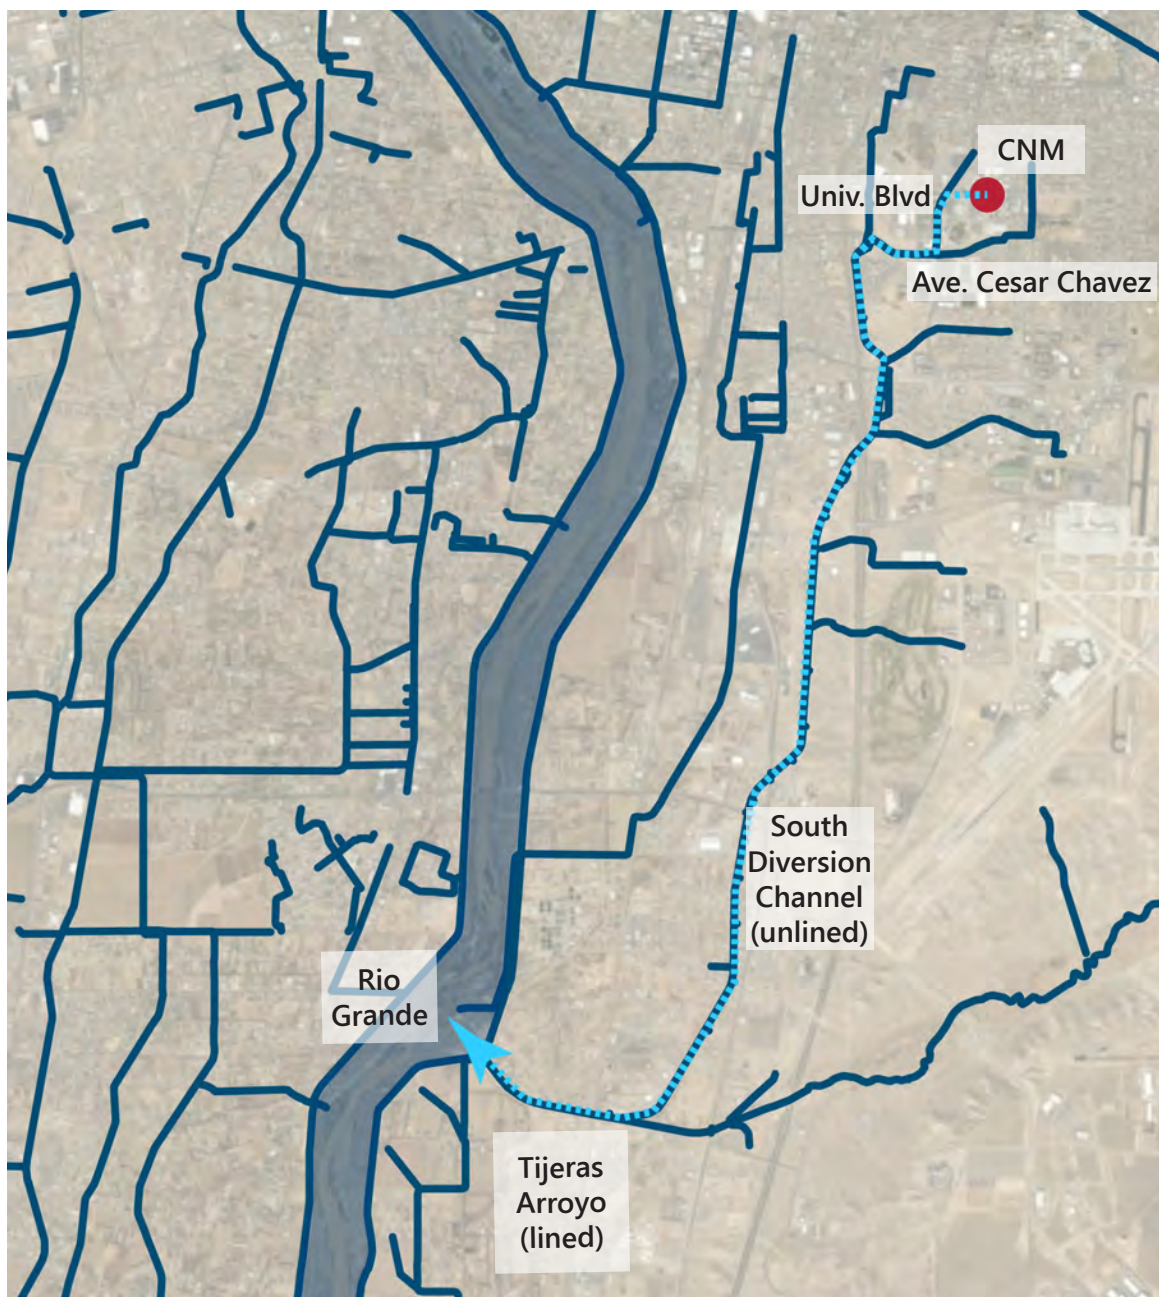 CNM
Univ. Blvd
Ave. Cesar Chavez
South
Diversion
Channel
(unlined)
Rio
Grande
Tijeras
Arroyo
(lined)